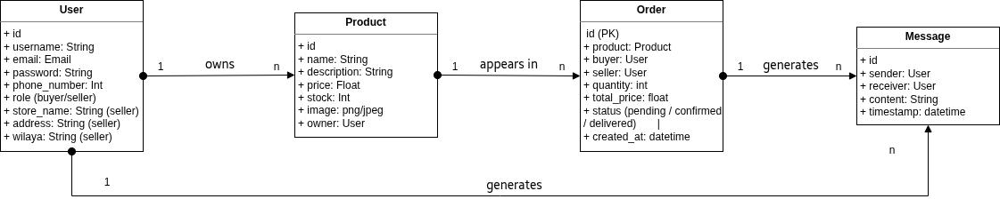 User
+ id
+ username: String
+ email: Email
+ password: String
+ phone_number: Int
+ role (buyer/seller)
+ store_name: String (seller)
+ address: String (seller)
+ wilaya: String (seller)
1 owns n
Product
+ id
+ name: String
+ description: String
+ price: Float
+ stock: Int
+ image: png/jpeg
+ owner: User
1 appears in n
Order
id (PK)
+ product: Product
+ buyer: User
+ seller: User
+ quantity: int
+ total_price: float
+ status (pending / confirmed
/ delivered) |
+ created_at: datetime
1 generates n
Message
+ id
+ sender: User
+ receiver: User
+ content: String
+ timestamp: datetime
n
1
generates